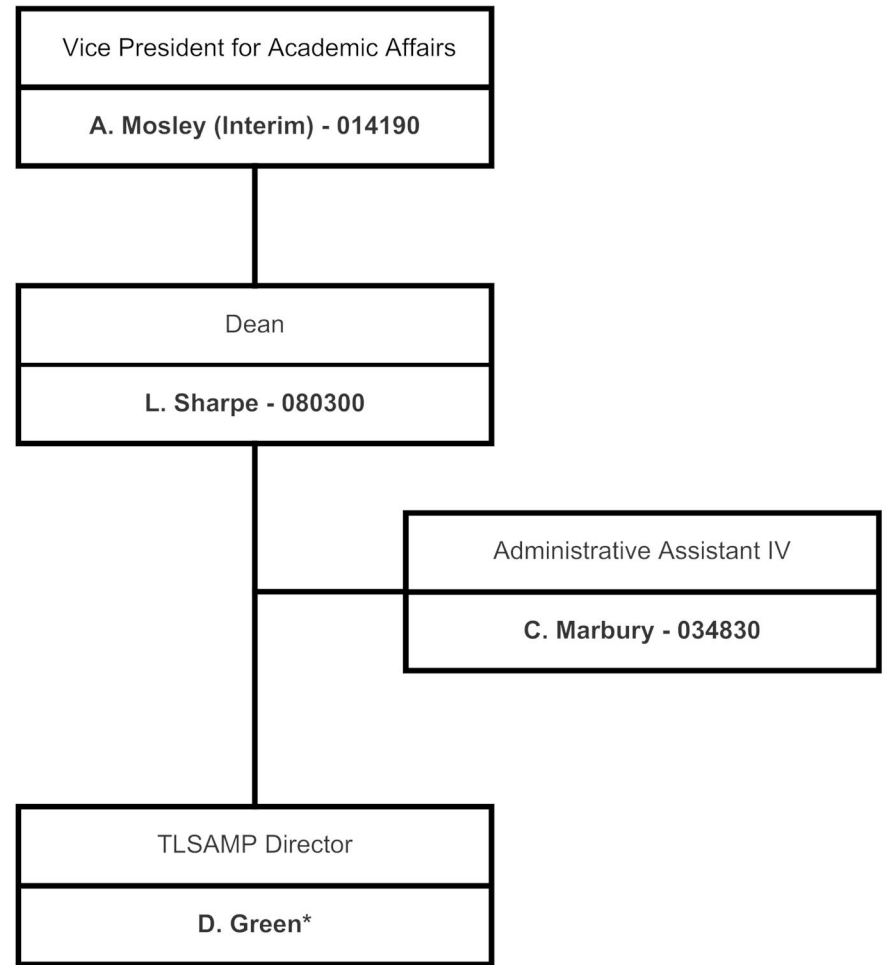 Vice President for Academic Affairs
A. Mosley (Interim) - 014190
Dean
L. Sharpe - 080300
Administrative Assistant IV
C. Marbury - 034830
TLSAMP Director
D. Green*